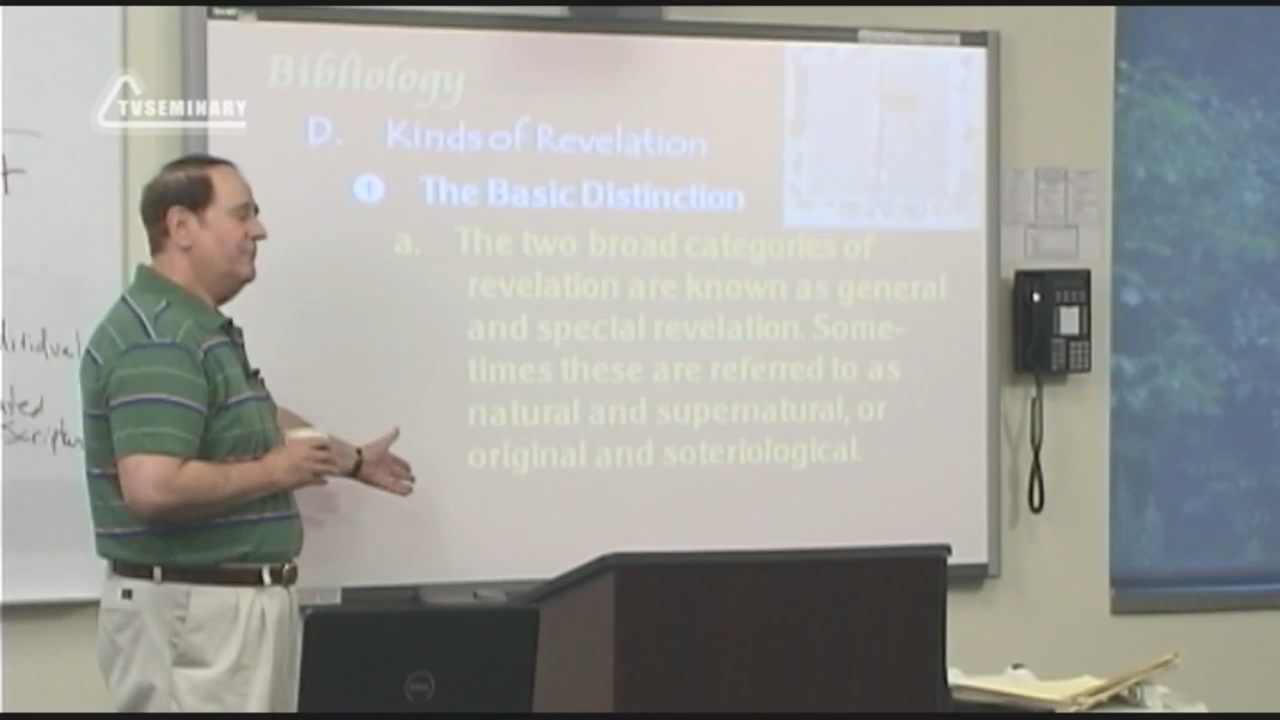 TVSEMINARY
Bibliology
D. Kinds of Revelation
1 The Basic Distinction
a. The two broad categories of
revelation are known as general
and special revelation. Some-
times these are referred to as
natural and supernatural, or
original and soteriological.
DELL